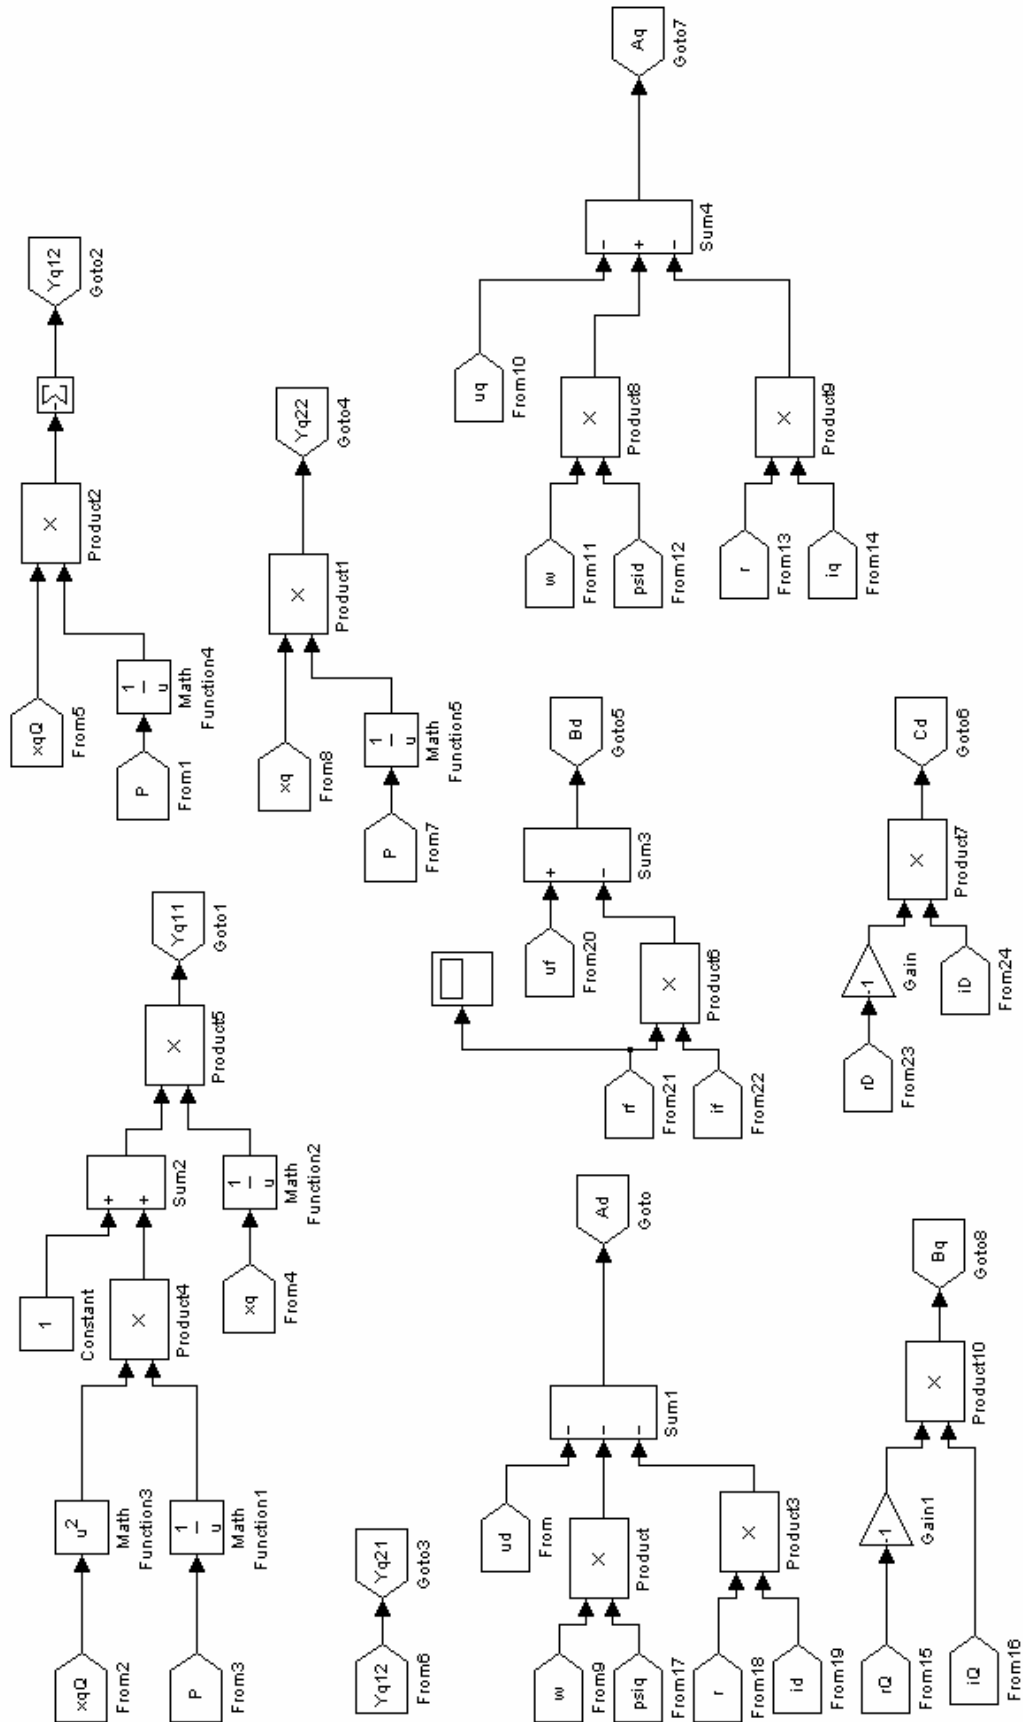 xqQ
From2
u²
Math
Function3
P
From3
1
u
Math
Function1
1
Constant
×
Product4
+
+
Sum2
xq
From4
1
u
Math
Function2
×
Product5
Yq11
Goto1
xqQ
From5
P
From1
1
u
Math
Function4
×
Product2
-Σ
Yq12
Goto2
Yq12
From6
Yq21
Goto3
xq
From8
P
From7
1
u
Math
Function5
×
Product1
Yq22
Goto4
ud
From
w
From9
psiq
From17
×
Product
r
From18
id
From19
×
Product3
-
-
-
Sum1
Ad
Goto
rf
From21
if
From22
×
Product6
uf
From20
+
-
Sum3
Bd
Goto5
uq
From10
w
From11
psid
From12
×
Product8
r
From13
iq
From14
×
Product9
-
+
-
Sum4
Aq
Goto7
rQ
From15
-1
Gain1
iQ
From16
×
Product10
Bq
Goto8
rD
From23
-1
Gain
iD
From24
×
Product7
Cd
Goto6